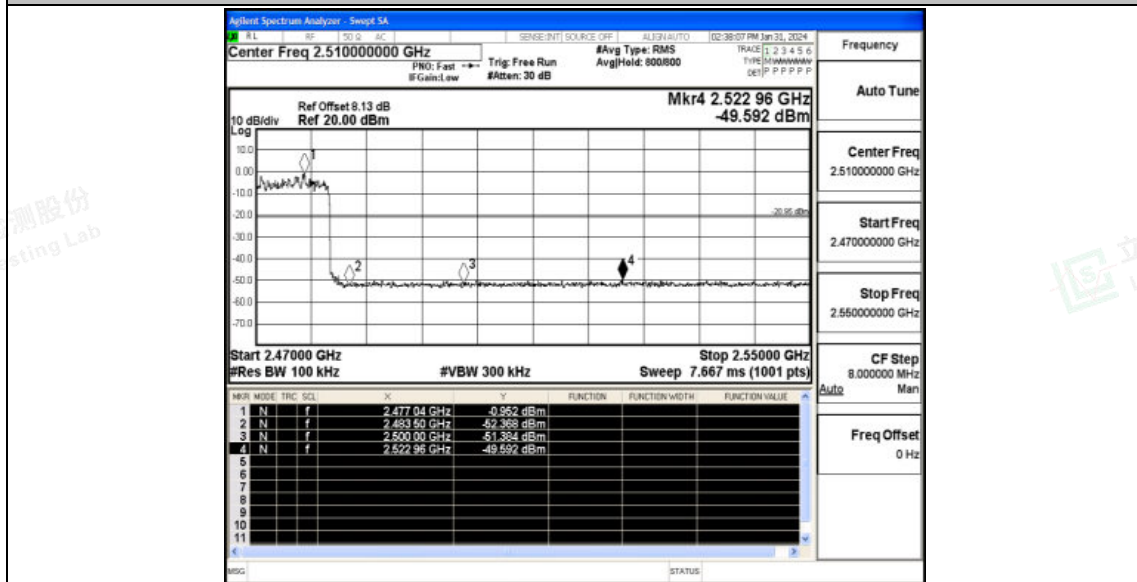 Agilent Spectrum Analyzer - Swept SA
RL RF 50 Ω AC SENSE:INT SOURCE OFF ALIGN AUTO 02:38:07 PM Jan 31, 2024
Center Freq 2.510000000 GHz
PNO: Fast
IFGain:Low
Trig: Free Run
#Atten: 30 dB
#Avg Type: RMS
Avg|Hold: 800/800
TRACE 1 2 3 4 5 6
TYPE MWWWWW
DET P P P P P P
Frequency
Auto Tune
Center Freq
2.510000000 GHz
Start Freq
2.470000000 GHz
Stop Freq
2.550000000 GHz
CF Step
8.000000 MHz
Auto Man
Freq Offset
0 Hz
Mkr4 2.522 96 GHz
-49.592 dBm
Ref Offset 8.13 dB
10 dB/div Ref 20.00 dBm
Log
10.0
0.00
-10.0
-20.0
-30.0
-40.0
-50.0
-60.0
-70.0
1
2
3
4
-20.95 dBm
Start 2.47000 GHz Stop 2.55000 GHz
#Res BW 100 kHz #VBW 300 kHz Sweep 7.667 ms (1001 pts)
MKR MODE TRC SCL X Y FUNCTION FUNCTION WIDTH FUNCTION VALUE
1 N f 2.477 04 GHz -0.952 dBm
2 N f 2.483 50 GHz -52.368 dBm
3 N f 2.500 00 GHz -51.384 dBm
4 N f 2.522 96 GHz -49.592 dBm
5
6
7
8
9
10
11
MSG STATUS
测股份
sting Lab
立